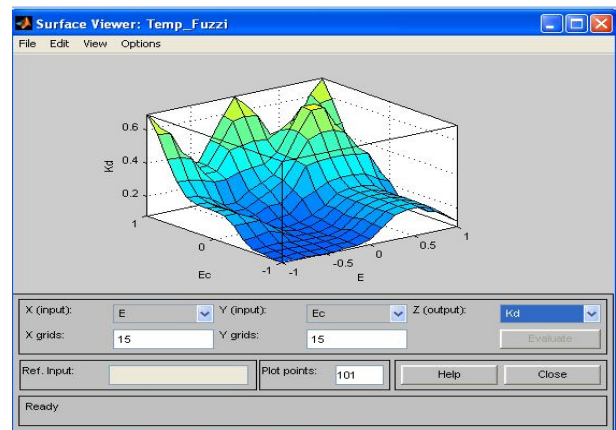 Surface Viewer: Temp_Fuzzi
File Edit View Options
0.6
0.4
0.2
Kd
1
0
-1
Ec
-1
-0.5
0
0.5
1
E
X (input): E Y (input): Ec Z (output): Kd
X grids: 15 Y grids: 15 Evaluate
Ref. Input: Plot points: 101 Help Close
Ready